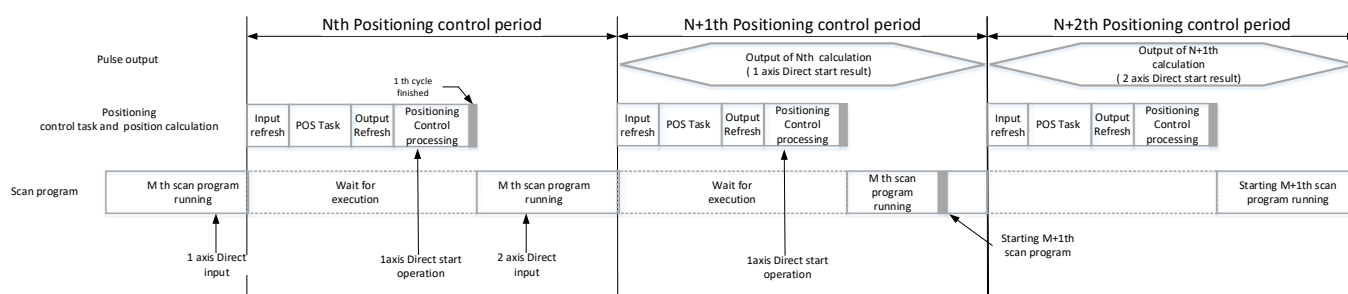 Nth Positioning control period
N+1th Positioning control period
N+2th Positioning control period
Pulse output
Output of Nth calculation
( 1 axis Direct start result)
Output of N+1th
calculation
( 2 axis Direct start result)
1 th cycle
finished
Positioning
control task and position calculation
Input
refresh
POS Task
Output
Refresh
Positioning
Control
processing
Input
refresh
POS Task
Output
Refresh
Positioning
Control
processing
Input
refresh
POS Task
Output
Refresh
Positioning
Control
processing
Scan program
M th scan program
running
Wait for
execution
M th scan program
running
Wait for
execution
M th scan
program
running
Starting M+1th scan
program running
1 axis Direct
input
1axis Direct start
operation
2 axis Direct
input
1axis Direct start
operation
Starting M+1th
scan program